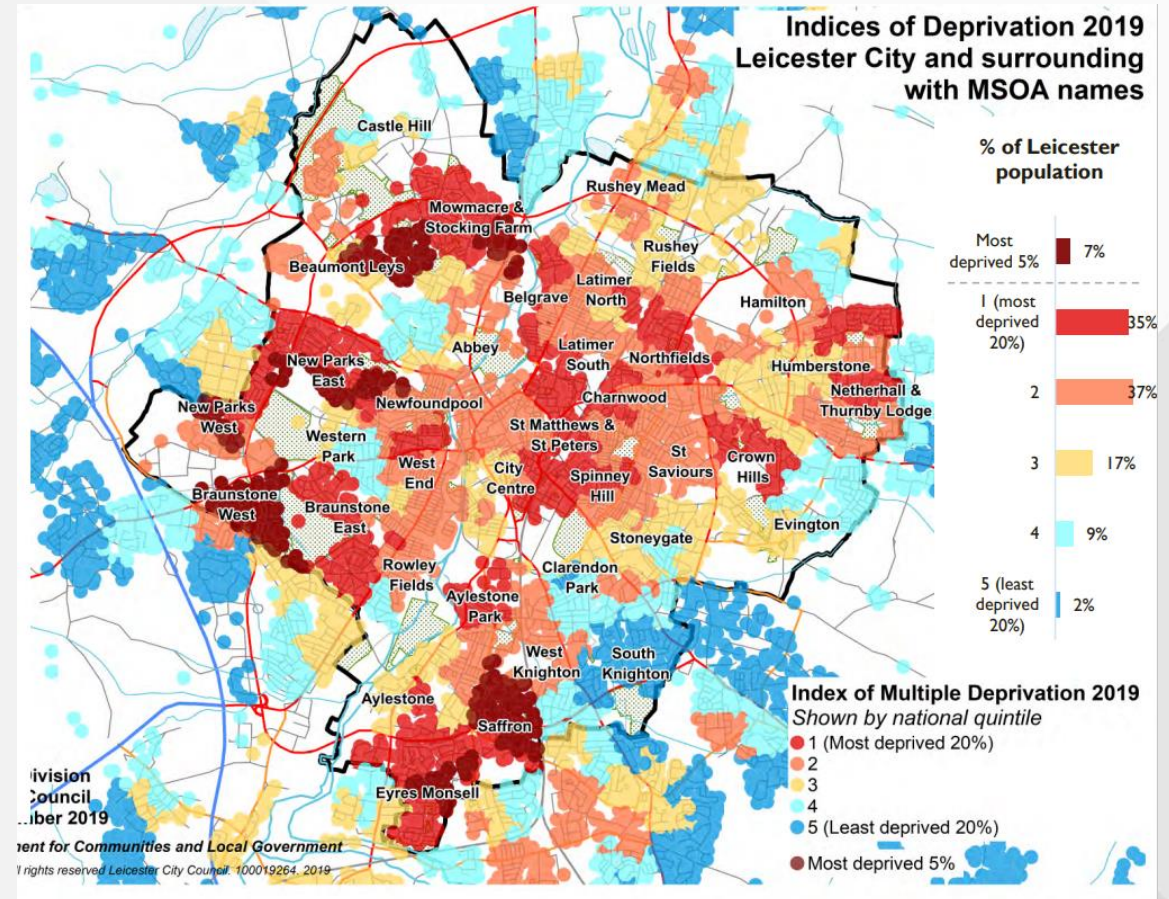 Indices of Deprivation 2019
Leicester City and surrounding
with MSOA names
% of Leicester
population
Most
deprived 5%
7%
1 (most
deprived
20%)
35%
2
37%
3
17%
4
9%
5 (least
deprived
20%)
2%
Castle Hill
Rushey Mead
Mowmacre &
Stocking Farm
Rushey
Fields
Beaumont Leys
Latimer
North
Belgrave
Hamilton
Abbey
Latimer
South
Northfields
New Parks
East
Humberstone
Charnwood
Netherhall &
Thurnby Lodge
New Parks
West
Newfoundpool
St Matthews &
St Peters
Western
Park
West
End
City
Centre
St
Saviours
Crown
Hills
Spinney
Hill
Braunstone
West
Braunstone
East
Evington
Stoneygate
Rowley
Fields
Clarendon
Park
Aylestone
Park
West
Knighton
South
Knighton
Aylestone
Saffron
Eyres Monsell
Index of Multiple Deprivation 2019
Shown by national quintile
1 (Most deprived 20%)
2
3
4
5 (Least deprived 20%)
Most deprived 5%
ivision
Council
ber 2019
ent for Communities and Local Government
rights reserved Leicester City Council. 100019264. 2019